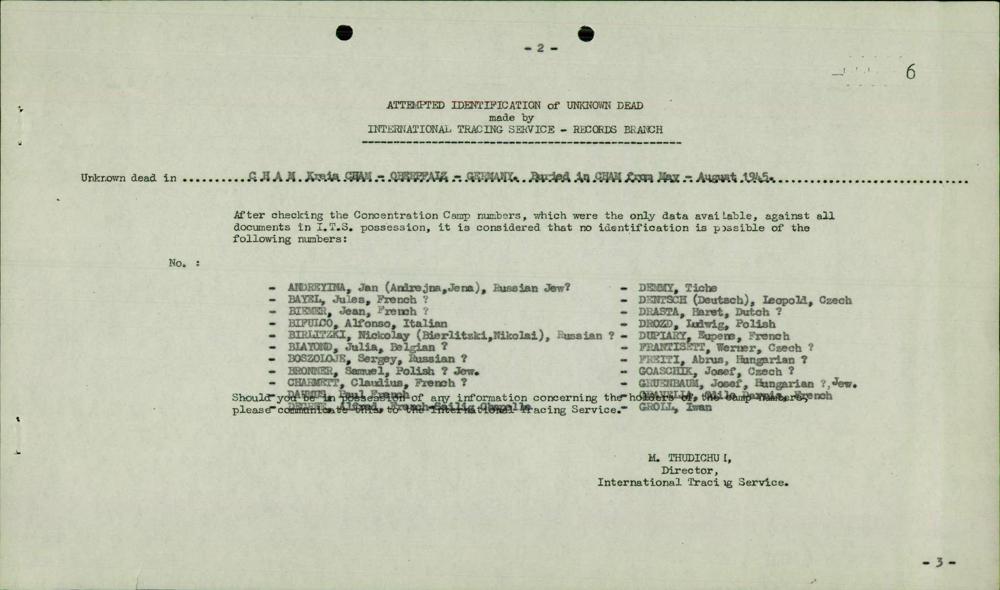 - 2 -
6
ATTEMPTED IDENTIFICATION of UNKNOWN DEAD
made by
INTERNATIONAL TRACING SERVICE - RECORDS BRANCH
Unknown dead in C H A M. Kreis CHAM - OBERPFALZ - GERMANY. Buried in CHAM from May - August 1945.
After checking the Concentration Camp numbers, which were the only data available, against all
documents in I.T.S. possession, it is considered that no identification is possible of the
following numbers:
No. :
- ANDREYINA, Jan (Andrejna,Jena), Russian Jew?
- BAYEL, Jules, French ?
- BIEMER, Jean, French ?
- BIFULCO, Alfonso, Italian
- BIRLITZKI, Nickolay (Bierlitzki,Nikolai), Russian ?
- BLAYOND, Julia, Belgian ?
- BOSZOLOJE, Sergey, Russian ?
- BRONNER, Samuel, Polish ? Jew.
- CHARMETT, Claudius, French ?
- Paul French
- Alfred, French
- DEMMY, Tiche
- DENTSCH (Deutsch), Leopold, Czech
- DRASTA, Haret, Dutch ?
- DROZD, Ludwig, Polish
- DUPIARY, Eupens, French
- FRANTISETT, Werner, Czech ?
- FREITI, Abrus, Hungarian ?
- GOASCHIK, Josef, Czech ?
- GRUENBAUM, Josef, Hungarian ?,Jew.
- French
- GROLL, Iwan
Should you be in possession of any information concerning the holders of the camp numbers,
please communicate this to the International Tracing Service.
M. THUDICHUM,
Director,
International Tracing Service.
- 3 -